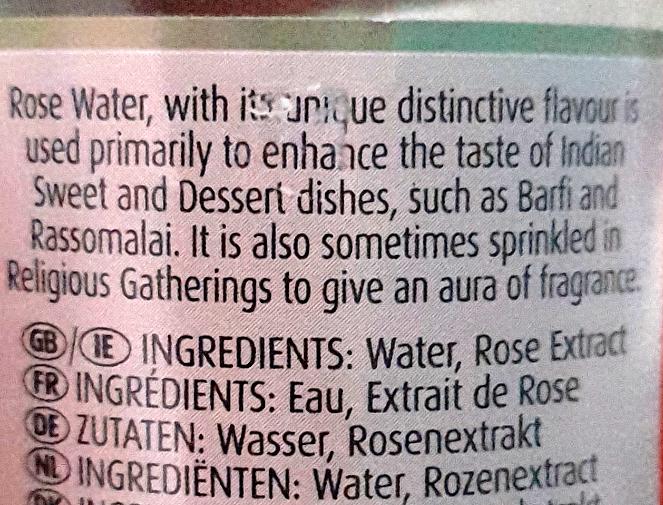 Rose Water, with its unique distinctive flavour is
used primarily to enhance the taste of Indian
Sweet and Dessert dishes, such as Barfi and
Rassomalai. It is also sometimes sprinkled in
Religious Gatherings to give an aura of fragrance.
GB/IE INGREDIENTS: Water, Rose Extract
FR INGRÉDIENTS: Eau, Extrait de Rose
DE ZUTATEN: Wasser, Rosenextrakt
NL INGREDIËNTEN: Water, Rozenextract
DK